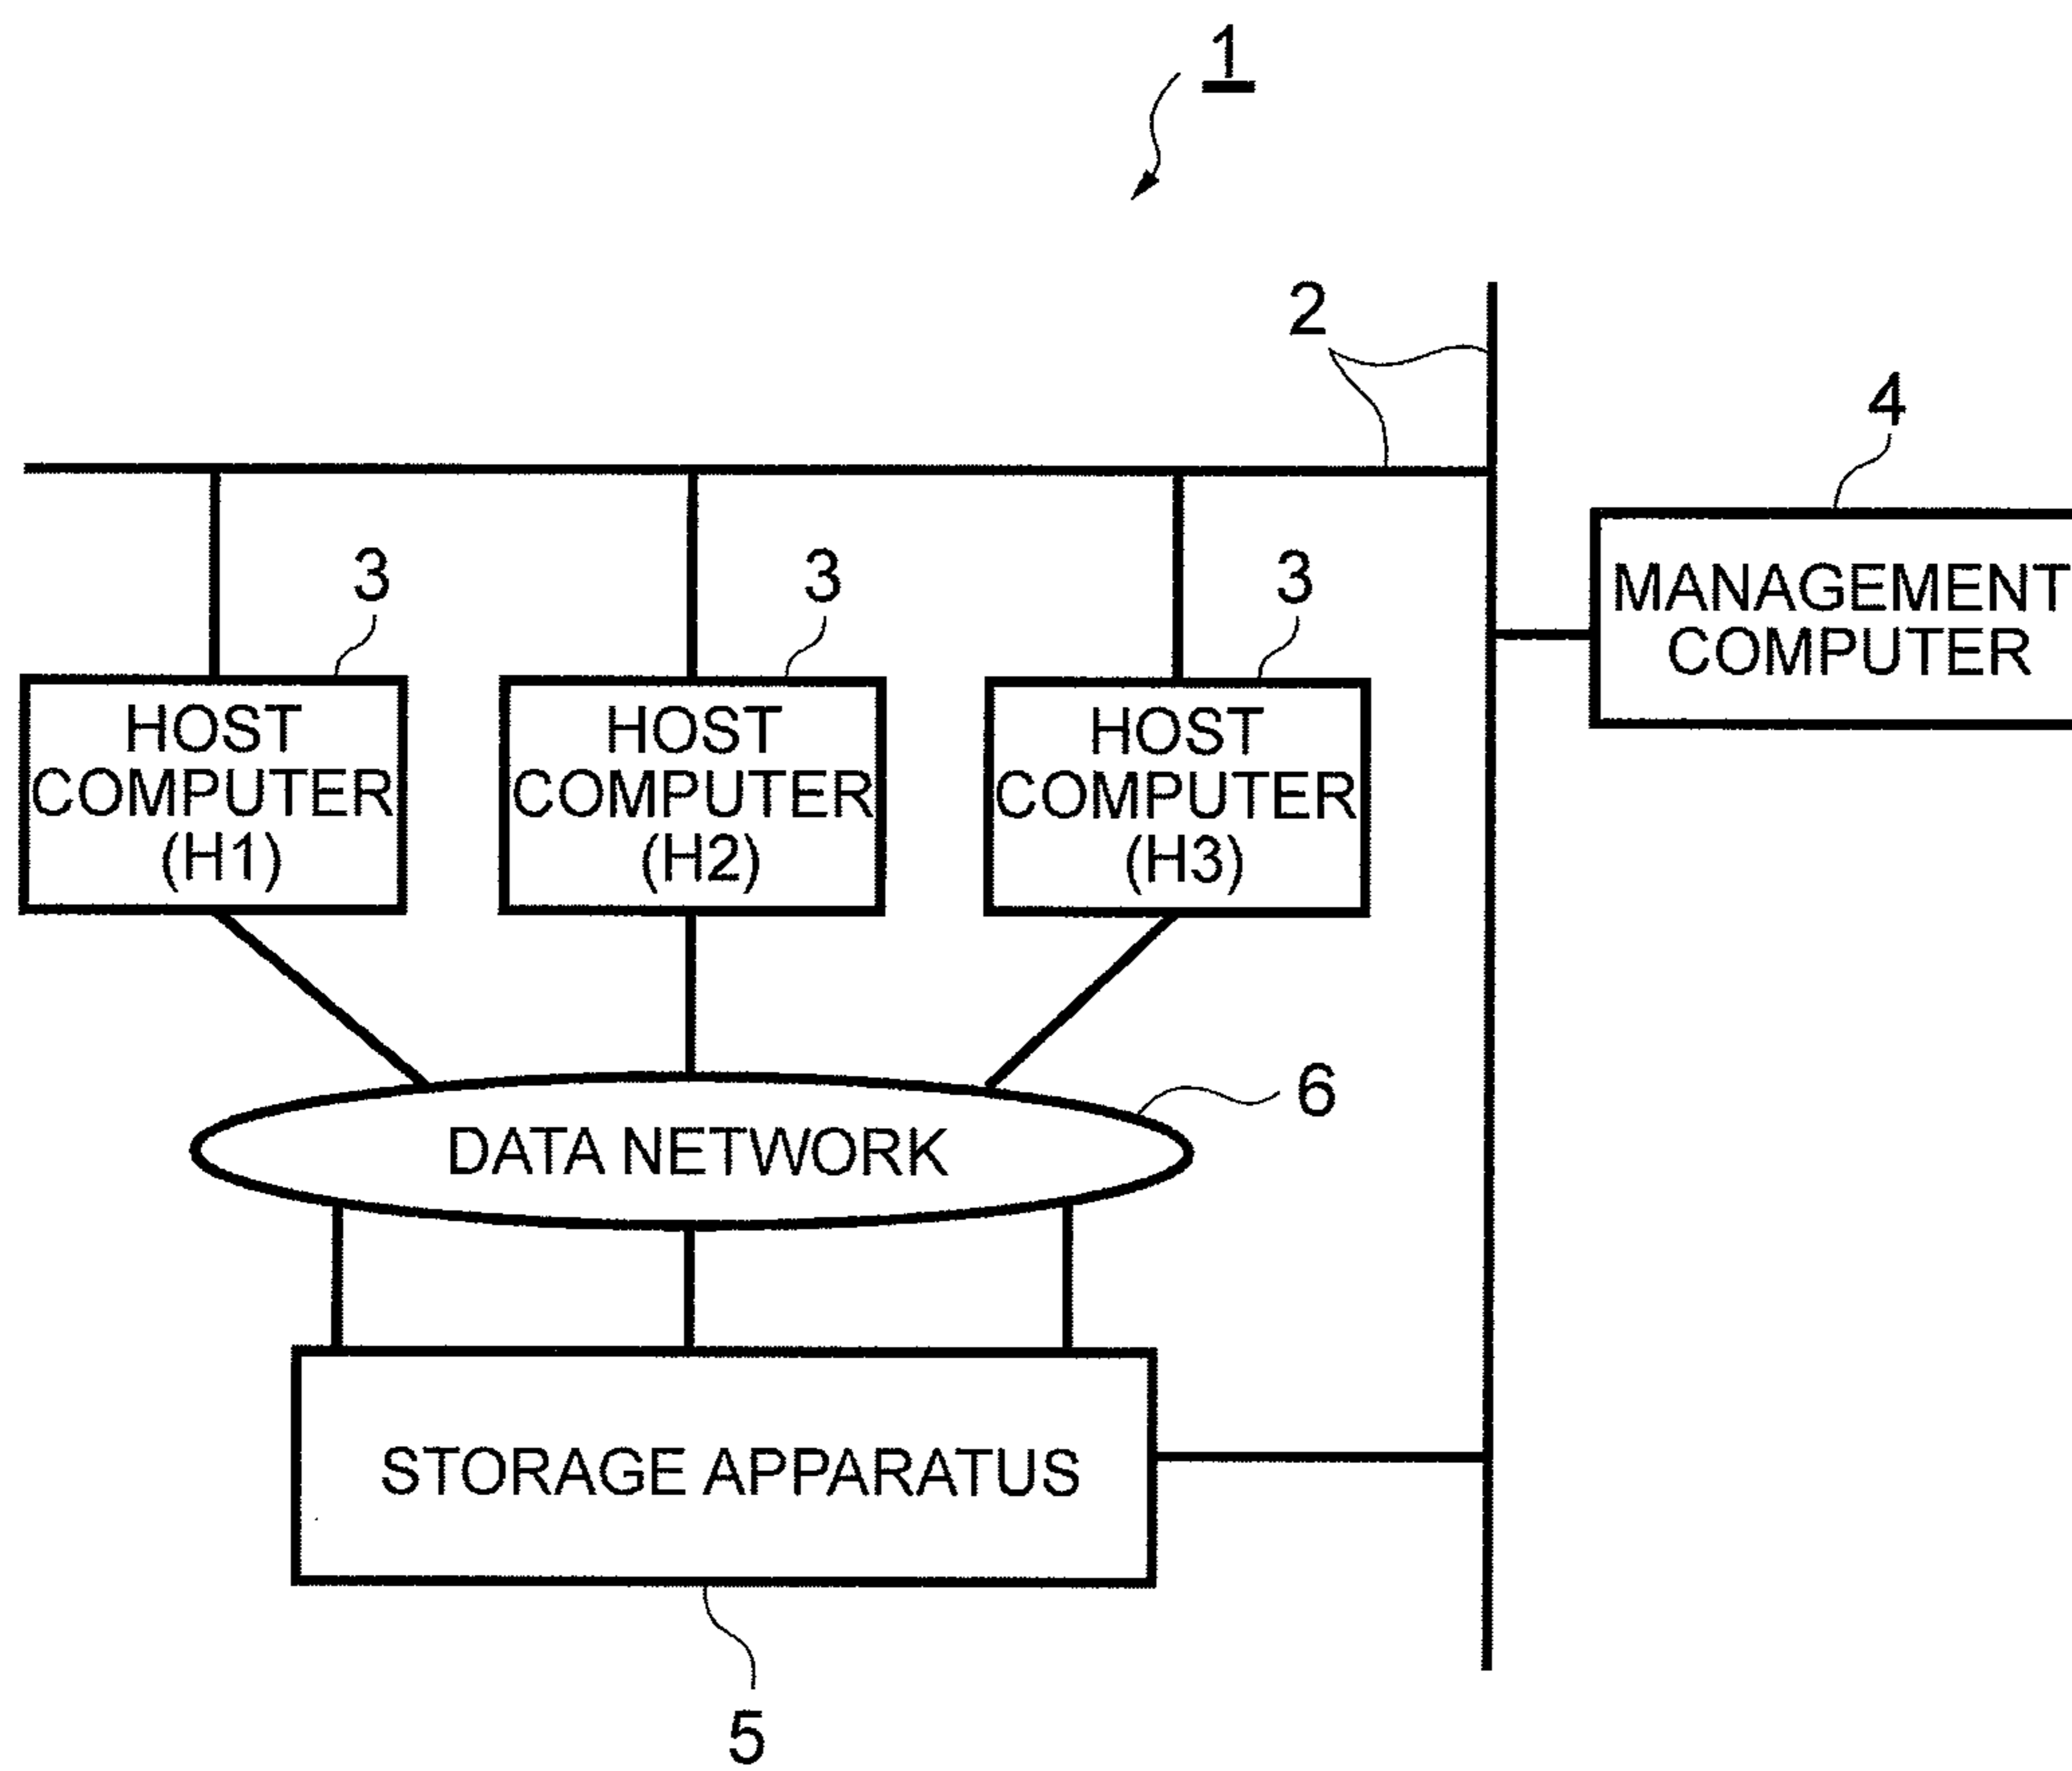 1
2
4
MANAGEMENT
COMPUTER
3
3
3
HOST
COMPUTER
(H1)
HOST
COMPUTER
(H2)
HOST
COMPUTER
(H3)
6
DATA NETWORK
STORAGE APPARATUS
5